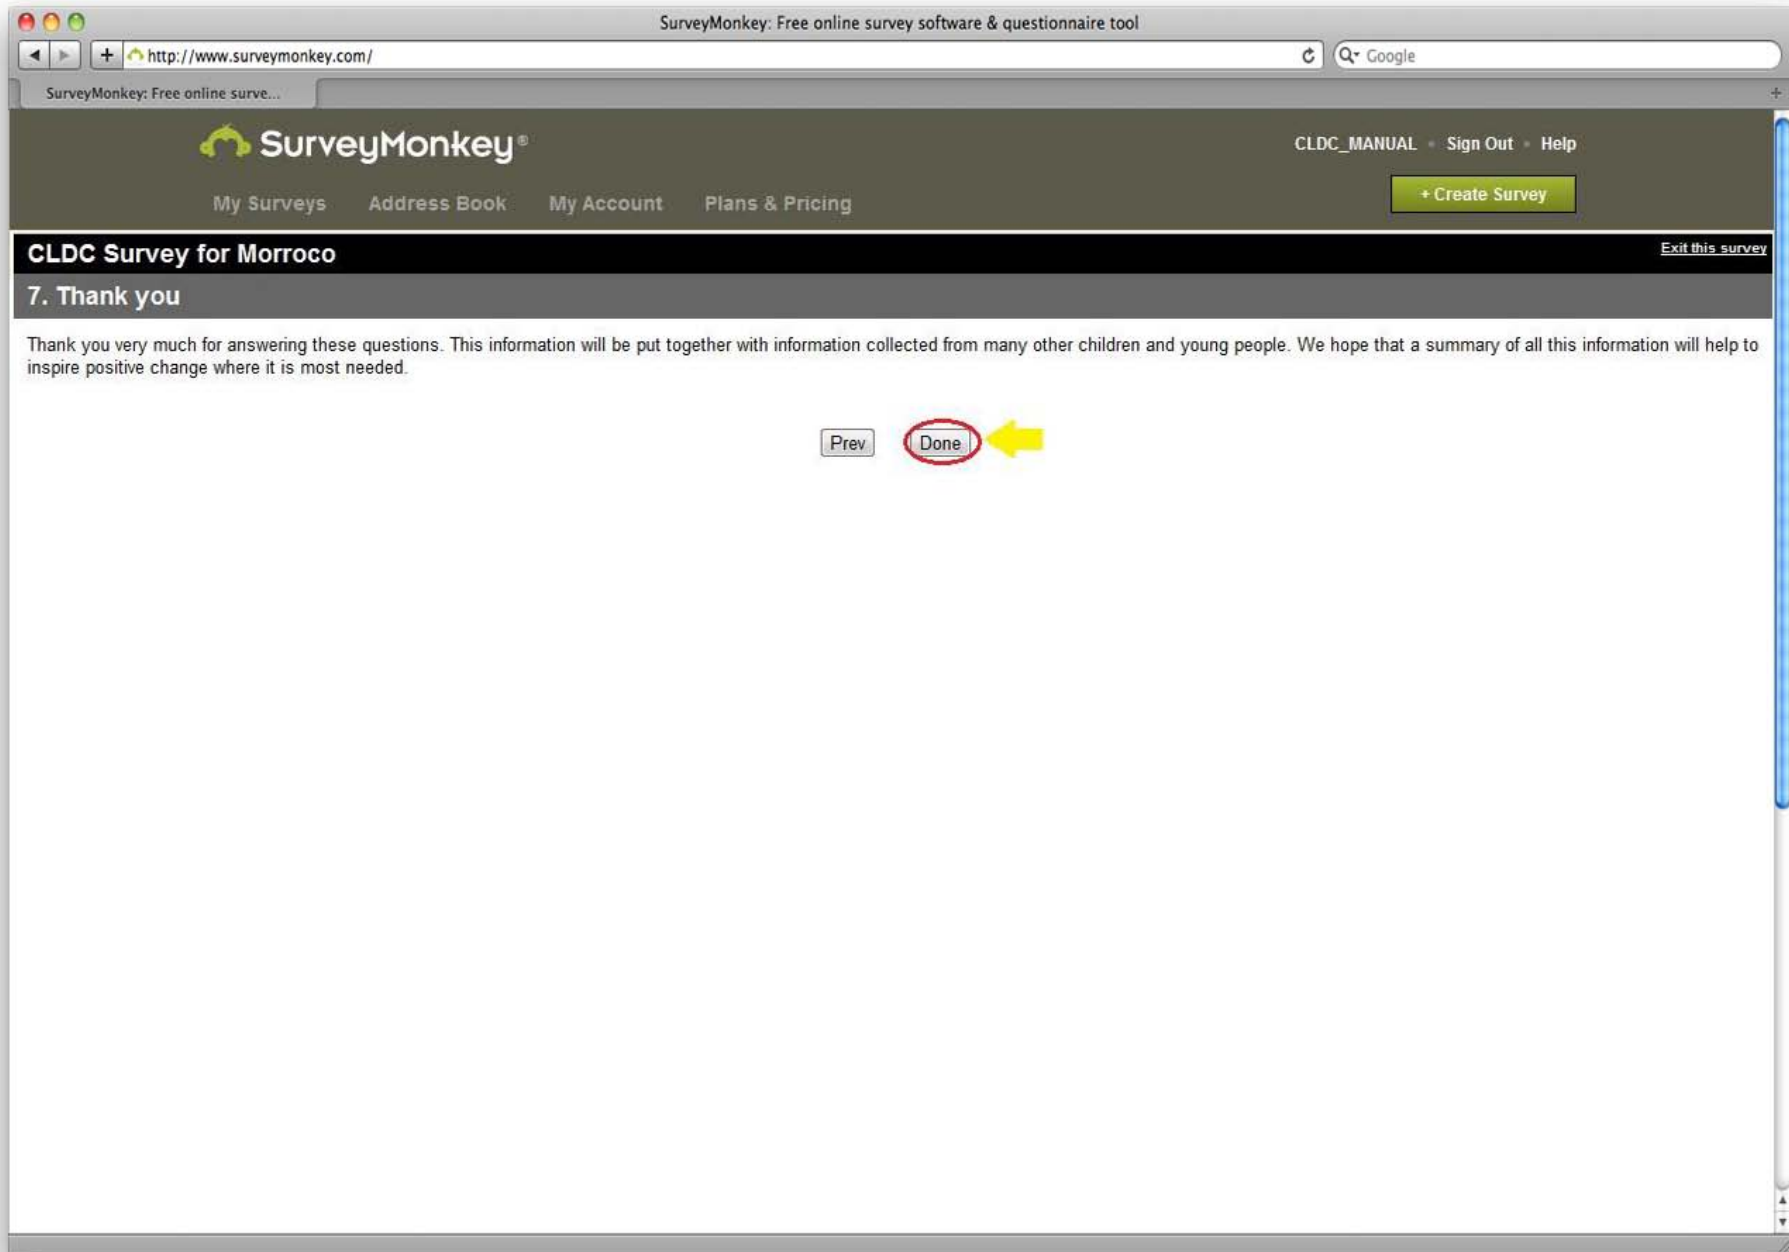 SurveyMonkey: Free online survey software & questionnaire tool
http://www.surveymonkey.com/
Google
SurveyMonkey: Free online surve...
SurveyMonkey®
CLDC_MANUAL • Sign Out • Help
My Surveys Address Book My Account Plans & Pricing
+ Create Survey
CLDC Survey for Morroco
Exit this survey
7. Thank you
Thank you very much for answering these questions. This information will be put together with information collected from many other children and young people. We hope that a summary of all this information will help to
inspire positive change where it is most needed.
Prev Done